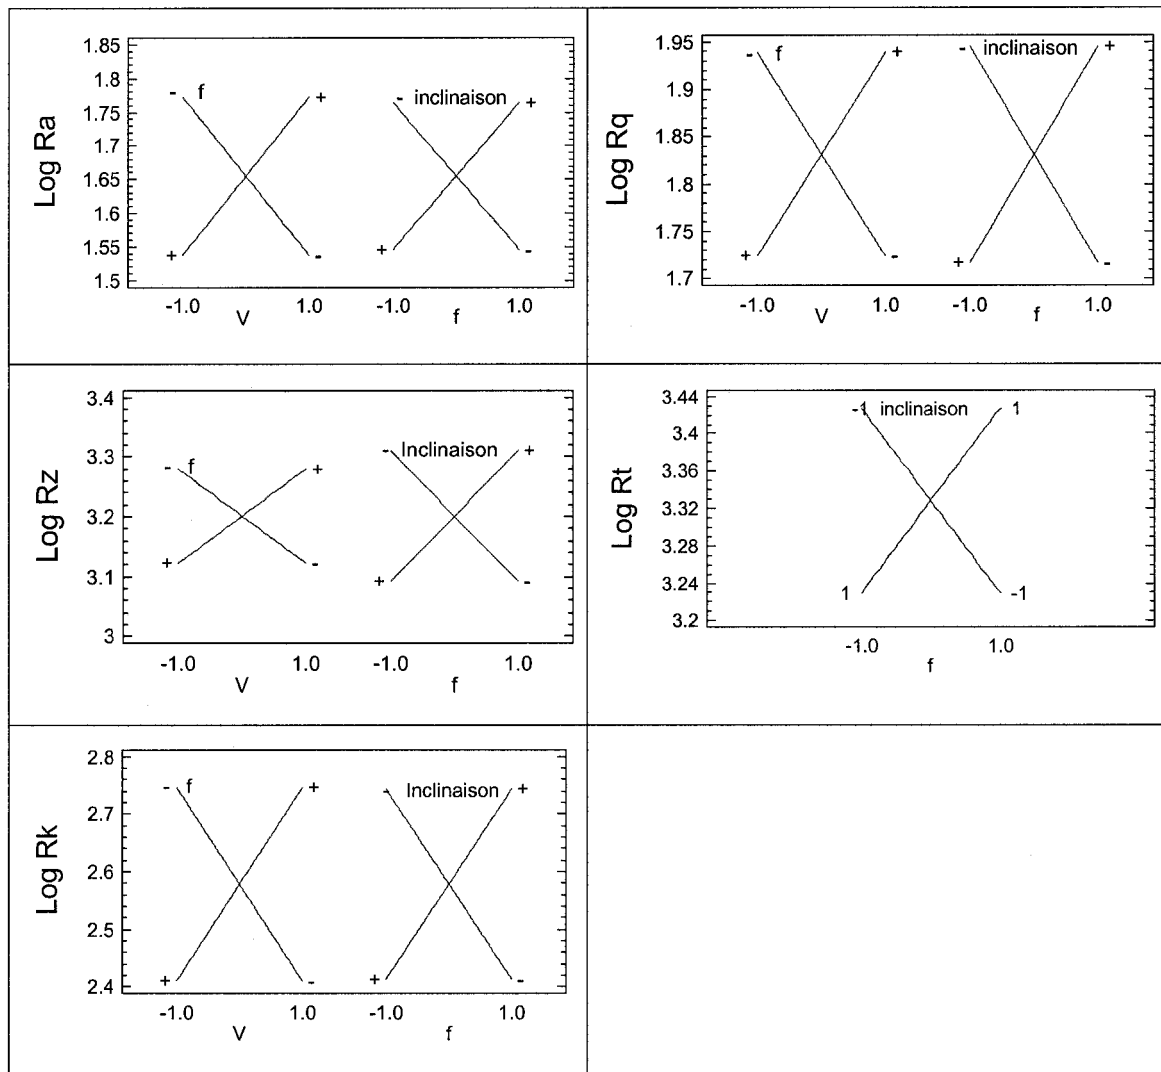 Log Ra
1.85
1.8
1.75
1.7
1.65
1.6
1.55
1.5
- f +
- inclinaison +
+ -
+ -
-1.0 1.0 -1.0 1.0
V f
Log Rq
1.95
1.9
1.85
1.8
1.75
1.7
- f +
- inclinaison +
+ -
+ -
-1.0 1.0 -1.0 1.0
V f
Log Rz
3.4
3.3
3.2
3.1
3
- f +
- Inclinaison +
+ -
+ -
-1.0 1.0 -1.0 1.0
V f
Log Rt
3.44
3.4
3.36
3.32
3.28
3.24
3.2
-1 inclinaison 1
1 -1
-1.0 1.0
f
Log Rk
2.8
2.7
2.6
2.5
2.4
- f +
- Inclinaison +
+ -
+ -
-1.0 1.0 -1.0 1.0
V f